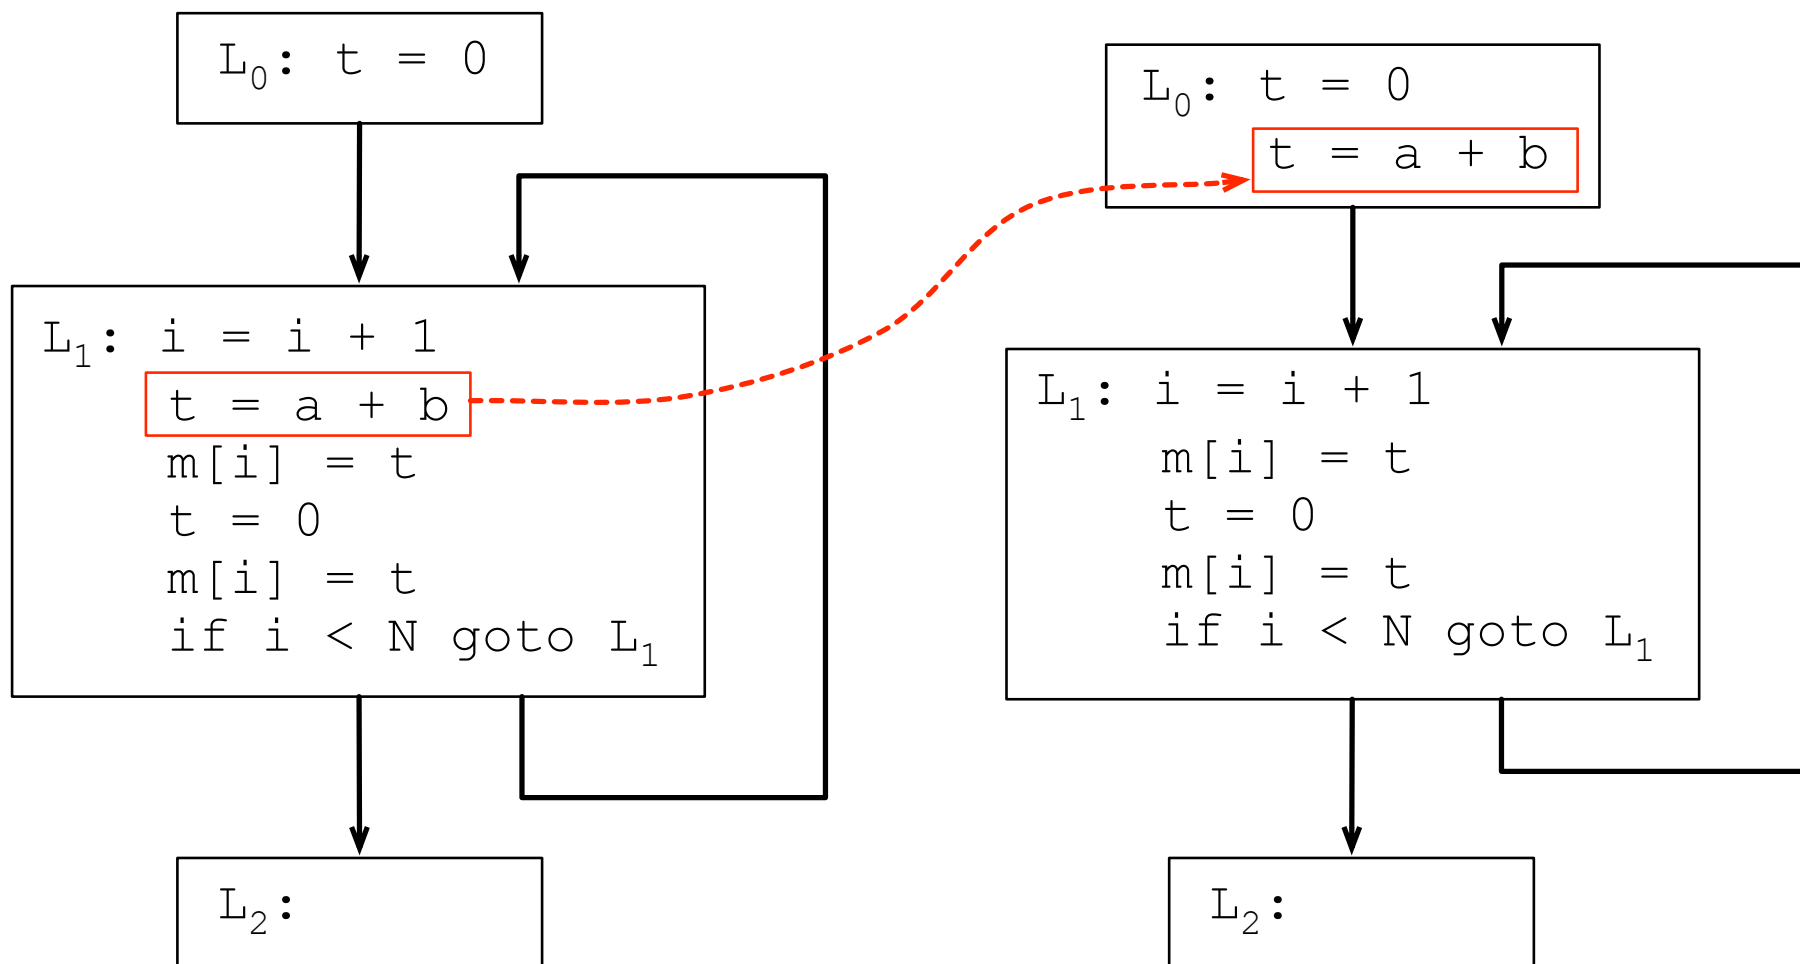 L₀: t = 0
L₁: i = i + 1
t = a + b
m[i] = t
t = 0
m[i] = t
if i < N goto L₁
L₂:
L₀: t = 0
t = a + b
L₁: i = i + 1
m[i] = t
t = 0
m[i] = t
if i < N goto L₁
L₂: